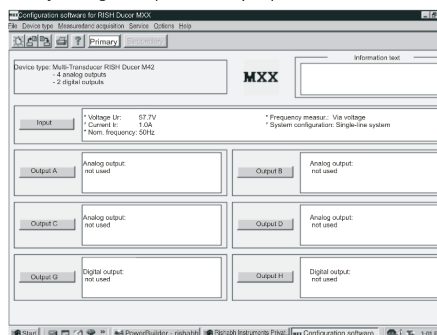 Configuration software for RISH Ducer MXX
File Device type Measurand acquisition Service Options Help
Primary Secondary
Device type: Multi-Transducer RISH Ducer M42
- 4 analog outputs
- 2 digital outputs
MXX
Information text
Input
* Voltage Ur: 57.7V
* Current Ir: 1.0A
* Nom. frequency: 50Hz
* Frequency measur.: Via voltage
* System configuration: Single-line system
Output A
Analog output:
not used
Output B
Analog output:
not used
Output C
Analog output:
not used
Output D
Analog output:
not used
Output G
Digital output:
not used
Output H
Digital output:
not used
Start PowerBuilder - rishabh Rishabh Instruments Privat. Configuration software